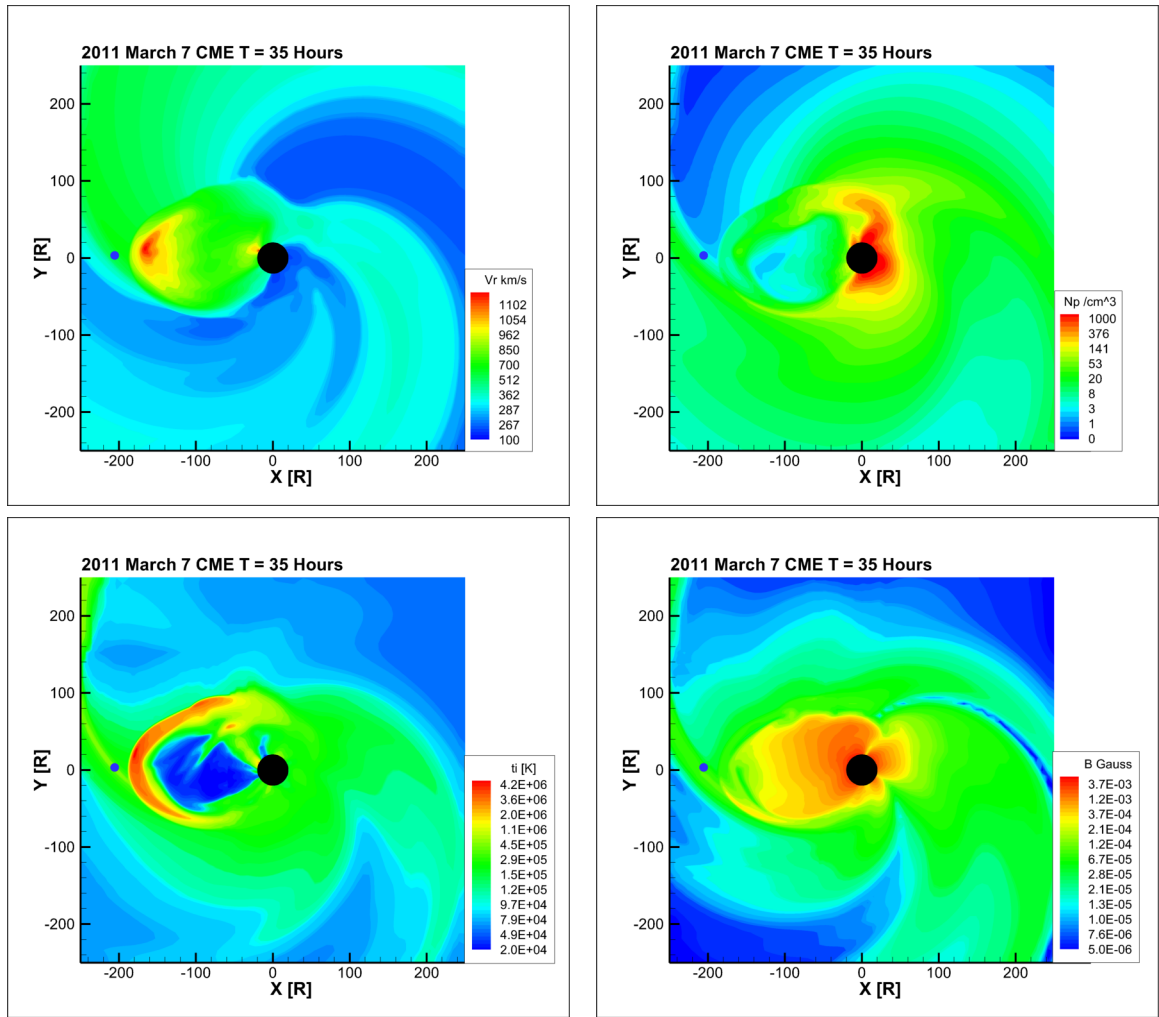 2011 March 7 CME T = 35 Hours
200
100
0
-100
-200
Y [R]
-200
-100
0
100
200
X [R]
Vr km/s
1102
1054
962
850
700
512
362
287
267
100
2011 March 7 CME T = 35 Hours
200
100
0
-100
-200
Y [R]
-200
-100
0
100
200
X [R]
Np /cm^3
1000
376
141
53
20
8
3
1
0
2011 March 7 CME T = 35 Hours
200
100
0
-100
-200
Y [R]
-200
-100
0
100
200
X [R]
ti [K]
4.2E+06
3.6E+06
2.0E+06
1.1E+06
4.5E+05
2.9E+05
1.5E+05
1.2E+05
9.7E+04
7.9E+04
4.9E+04
2.0E+04
2011 March 7 CME T = 35 Hours
200
100
0
-100
-200
Y [R]
-200
-100
0
100
200
X [R]
B Gauss
3.7E-03
1.2E-03
3.7E-04
2.1E-04
1.2E-04
6.7E-05
2.8E-05
2.1E-05
1.3E-05
1.0E-05
7.6E-06
5.0E-06